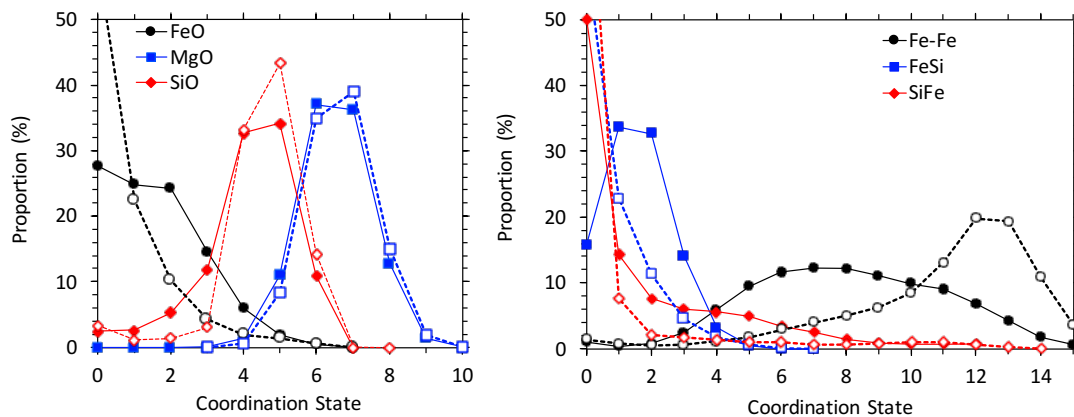 50
40
30
20
10
0
Proportion (%)
FeO
MgO
SiO
0 2 4 6 8 10
Coordination State
50
40
30
20
10
0
Proportion (%)
Fe-Fe
FeSi
SiFe
0 2 4 6 8 10 12 14
Coordination State